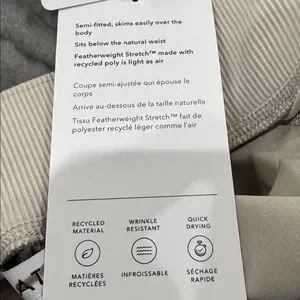 Semi-fitted, skims easily over the
body
Sits below the natural waist
Featherweight Stretch™ made with
recycled poly is light as air
Coupe semi-ajustée qui épouse le
corps
Arrive au-dessous de la taille naturelle
Tissu Featherweight Stretch™ fait de
polyester recyclé léger comme l'air
RECYCLED
MATERIAL
WRINKLE
RESISTANT
QUICK
DRYING
MATIÈRES
RECYCLÉES
INFROISSABLE
SÉCHAGE
RAPIDE